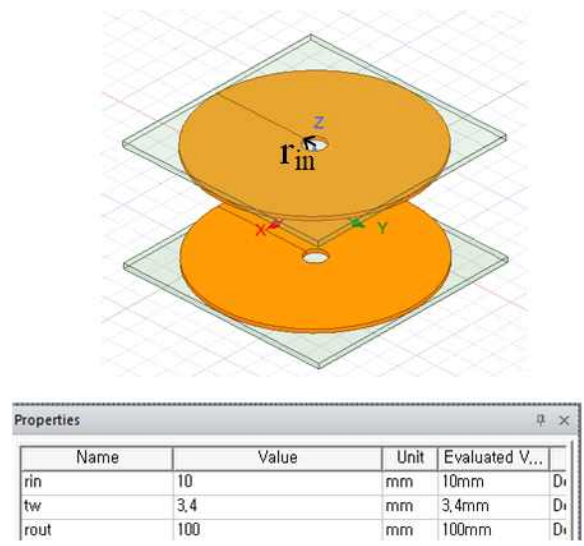 Z
rin
X
Y
Properties
Name Value Unit Evaluated V...
rin 10 mm 10mm
tw 3,4 mm 3,4mm
rout 100 mm 100mm